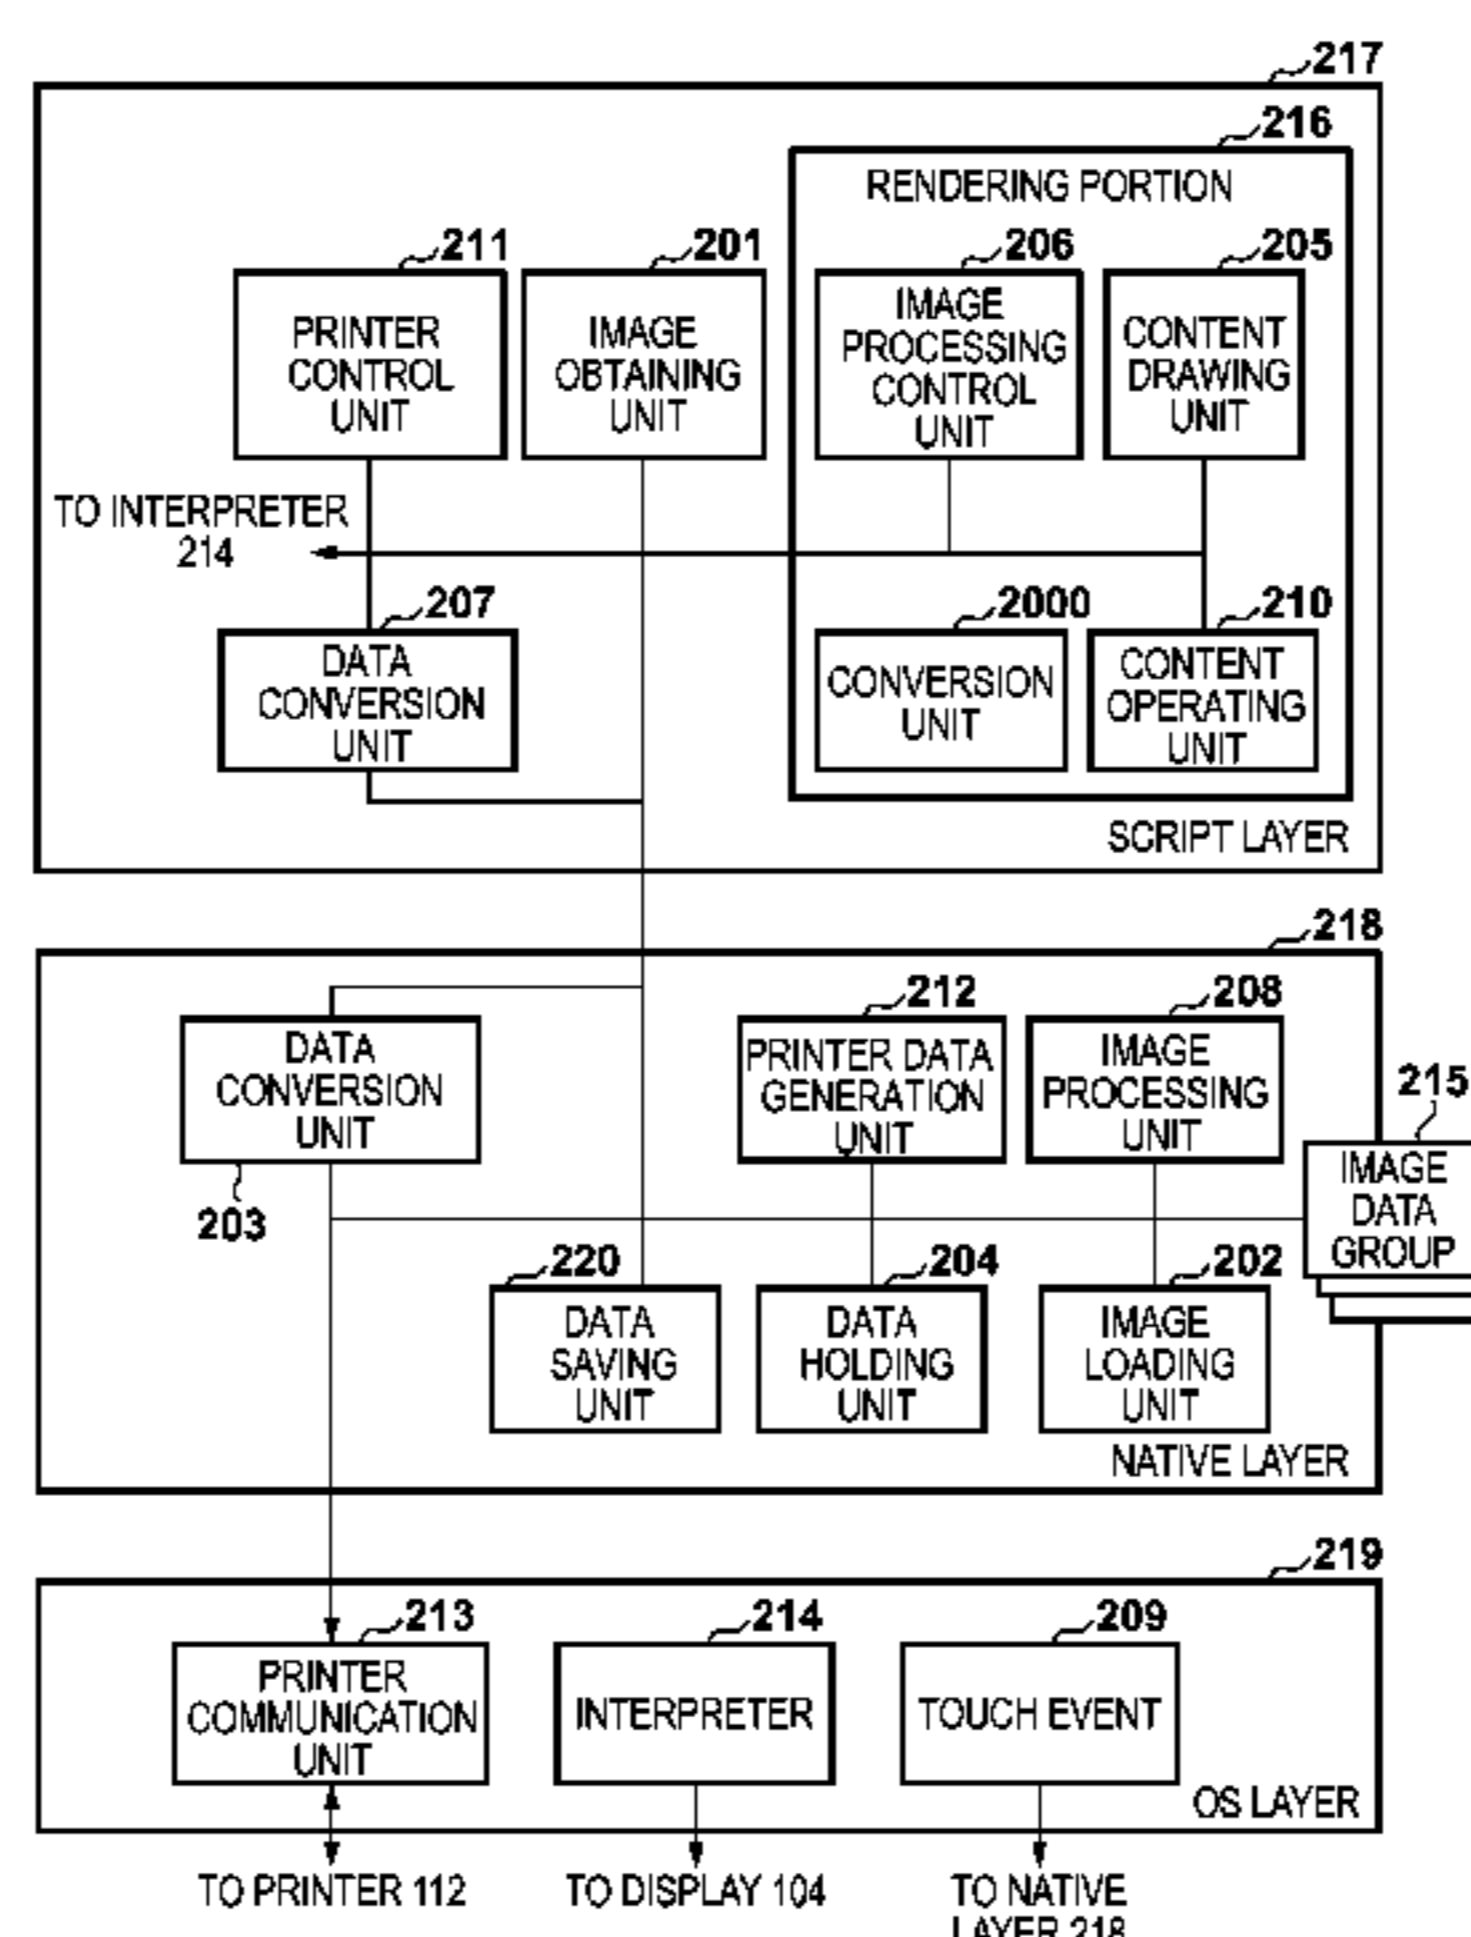 217
216
RENDERING PORTION
211
201
206
205
PRINTER
CONTROL
UNIT
IMAGE
OBTAINING
UNIT
IMAGE
PROCESSING
CONTROL
UNIT
CONTENT
DRAWING
UNIT
TO INTERPRETER
214
207
2000
210
DATA
CONVERSION
UNIT
CONVERSION
UNIT
CONTENT
OPERATING
UNIT
SCRIPT LAYER
218
212
208
DATA
CONVERSION
UNIT
203
PRINTER DATA
GENERATION
UNIT
IMAGE
PROCESSING
UNIT
215
IMAGE
DATA
GROUP
220
204
202
DATA
SAVING
UNIT
DATA
HOLDING
UNIT
IMAGE
LOADING
UNIT
NATIVE LAYER
219
213
214
209
PRINTER
COMMUNICATION
UNIT
INTERPRETER
TOUCH EVENT
OS LAYER
TO PRINTER 112
TO DISPLAY 104
TO NATIVE
LAYER 218